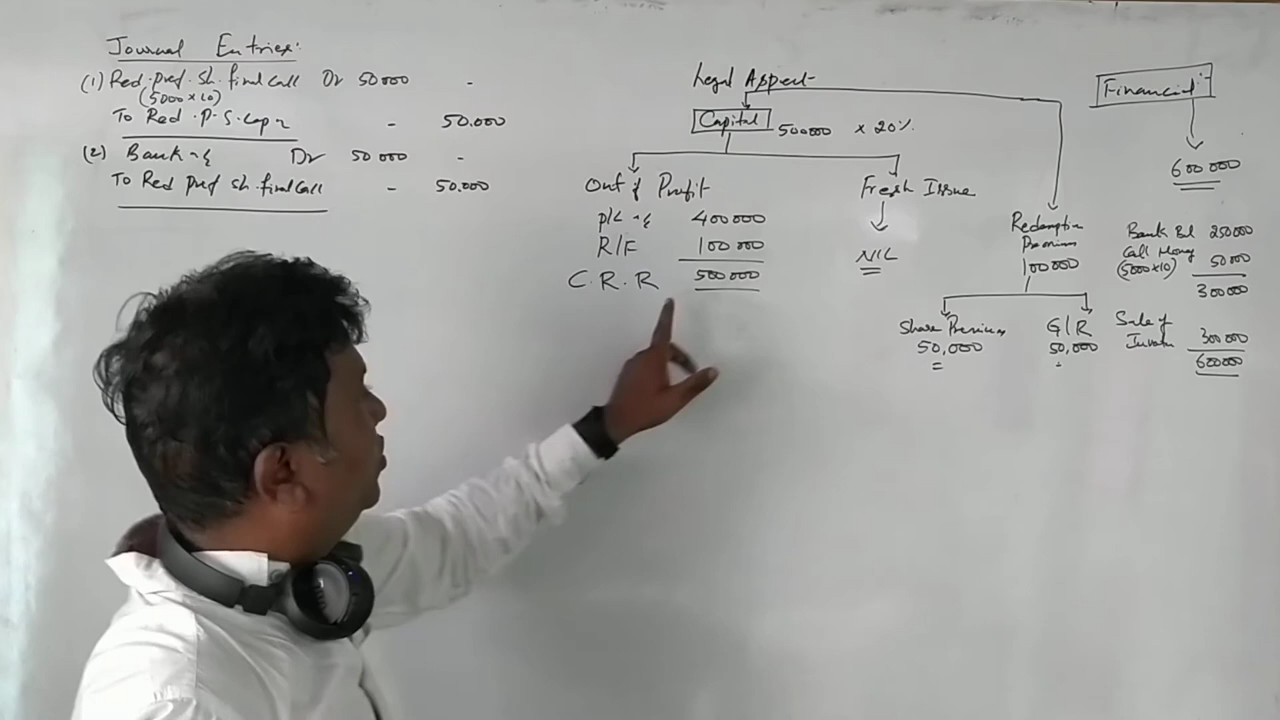 Journal Entries:
(1) Red. pref. sh. final call Dr 50000 -
(5000 x 10)
To Red. P. S. Cap - 50.000
(2) Bank Dr 50000 -
To Red pref sh. final call - 50.000
Legal Aspect
Capital 500000 x 20%
Out of Profit
P/L 400000
R/F 100000
C.R.R 500000
Fresh Issue
NIL
Redemption
Premium
100000
Share Premium
50,000
G/R
50,000
Financial:-
600000
Bank Bl 250000
Call Money
(5000x10) 50000
300000
Sale of
300000
600000